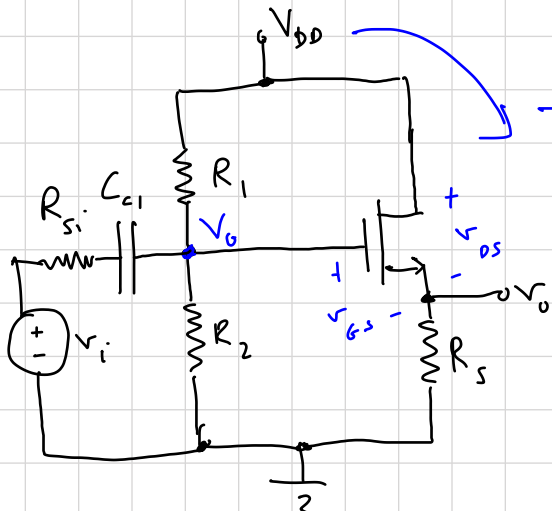 V_DD
R_1
R_si
C_c1
V_G
+
v_DS
-
+
v_GS
-
V_o
+
-
v_i
R_2
R_s